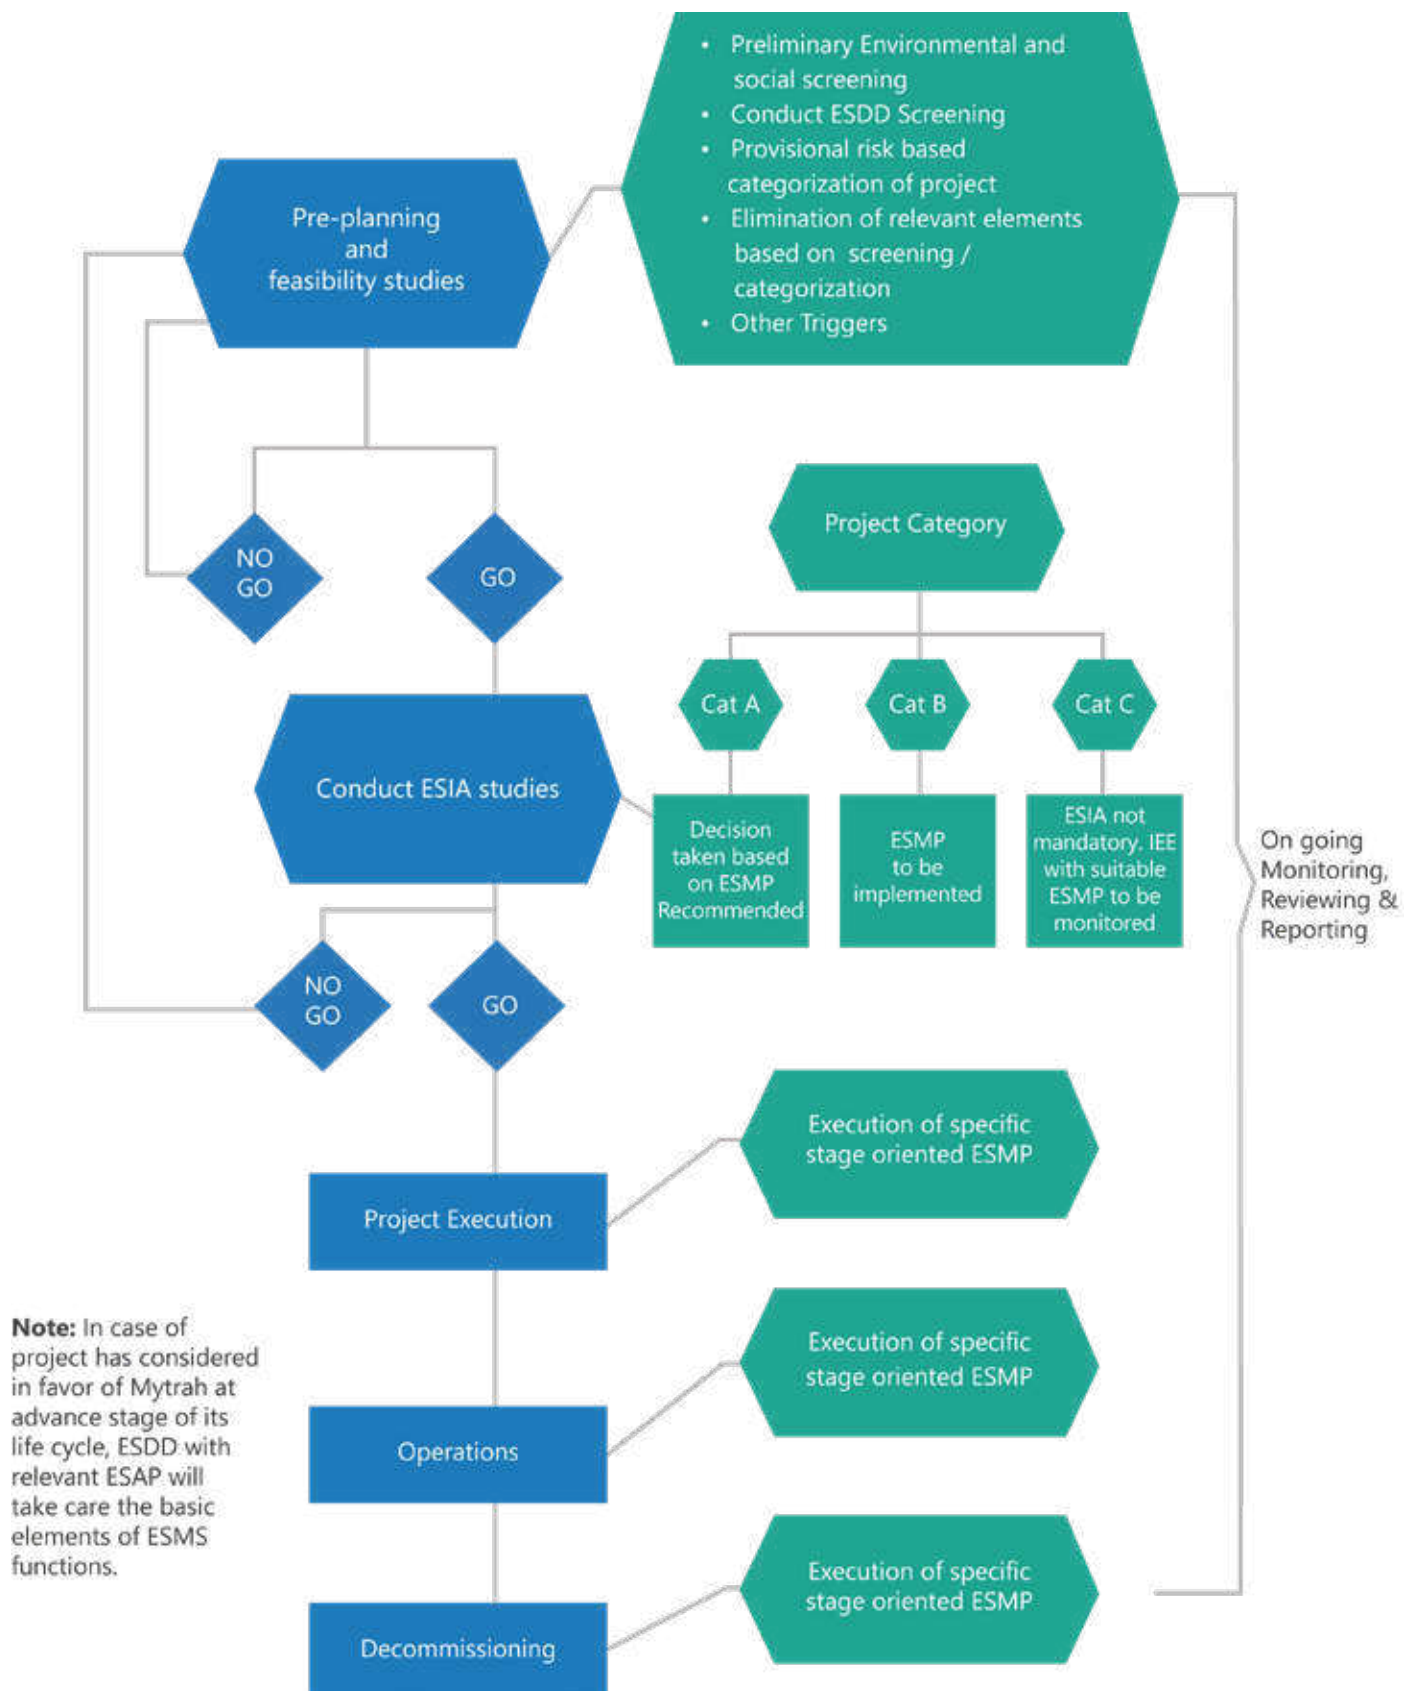 • Preliminary Environmental and
social screening
• Conduct ESDD Screening
• Provisional risk based
categorization of project
• Elimination of relevant elements
based on screening /
categorization
• Other Triggers
Pre-planning
and
feasibility studies
NO
GO
GO
Project Category
Cat A
Cat B
Cat C
Conduct ESIA studies
Decision
taken based
on ESMP
Recommended
ESMP
to be
implemented
ESIA not
mandatory. IEE
with suitable
ESMP to be
monitored
On going
Monitoring,
Reviewing &
Reporting
NO
GO
GO
Execution of specific
stage oriented ESMP
Project Execution
Execution of specific
stage oriented ESMP
Operations
Note: In case of
project has considered
in favor of Mytrah at
advance stage of its
life cycle, ESDD with
relevant ESAP will
take care the basic
elements of ESMS
functions.
Execution of specific
stage oriented ESMP
Decommissioning